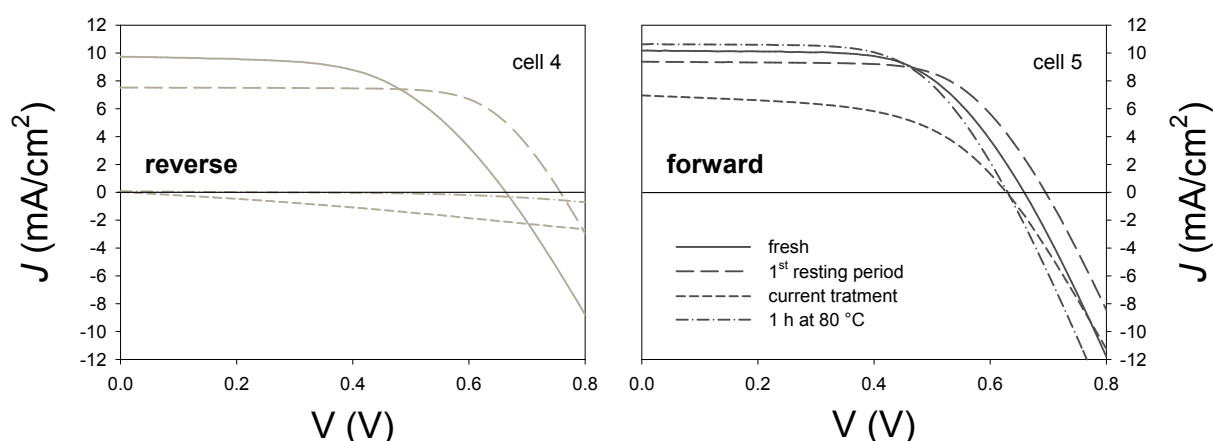 12
10
8
6
4
2
0
-2
-4
-6
-8
-10
-12
J (mA/cm²)
cell 4
reverse
0.0 0.2 0.4 0.6 0.8
V (V)
cell 5
forward
fresh
1st resting period
current tratment
1 h at 80 °C
0.0 0.2 0.4 0.6 0.8
V (V)
12
10
8
6
4
2
0
-2
-4
-6
-8
-10
-12
J (mA/cm²)